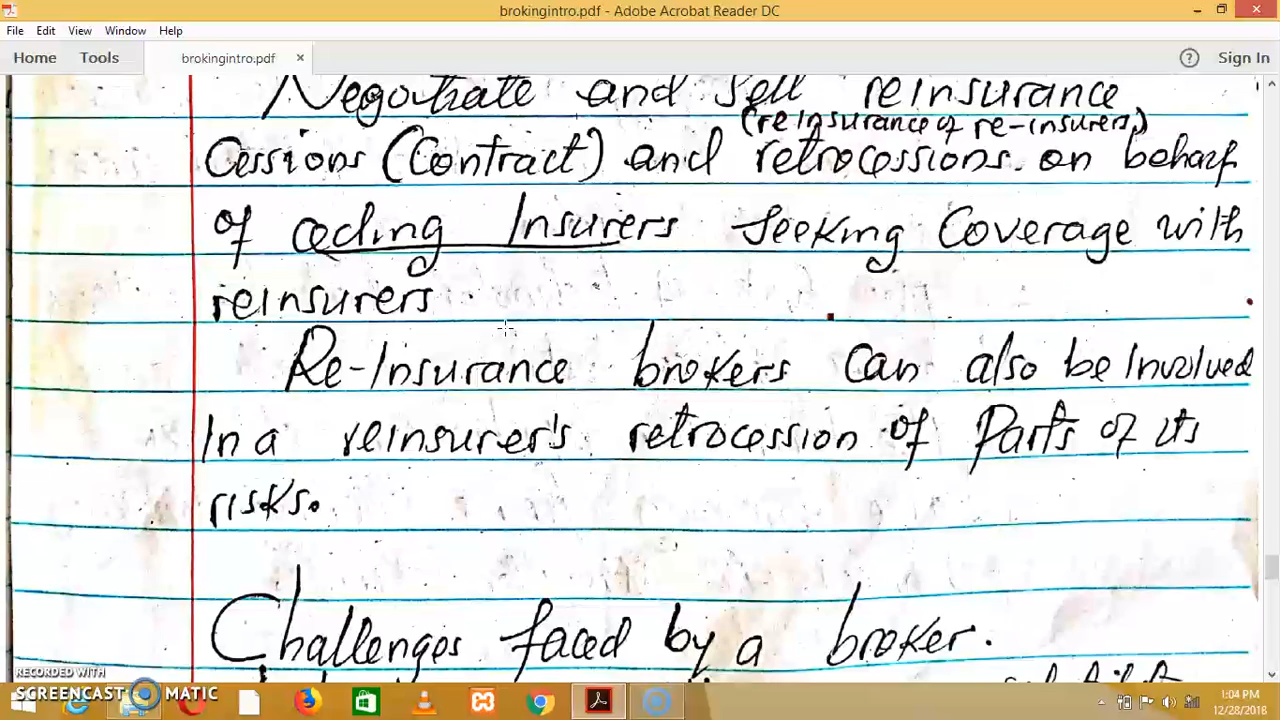 brokingintro.pdf - Adobe Acrobat Reader DC
File Edit View Window Help
Home Tools brokingintro.pdf × ? Sign In
Negotiate and Sell reinsurance
(reinsurance of re-insurers)
Cessions (Contract) and retrocessions. on behalf
of ceding Insurers seeking Coverage with
reinsurers.
Re-Insurance brokers can also be Involved
In a reinsurer's retrocession of Parts of its
risks.
Challenges faced by a broker.
RECORDED WITH
SCREENCAST MATIC
1:04 PM
12/28/2018